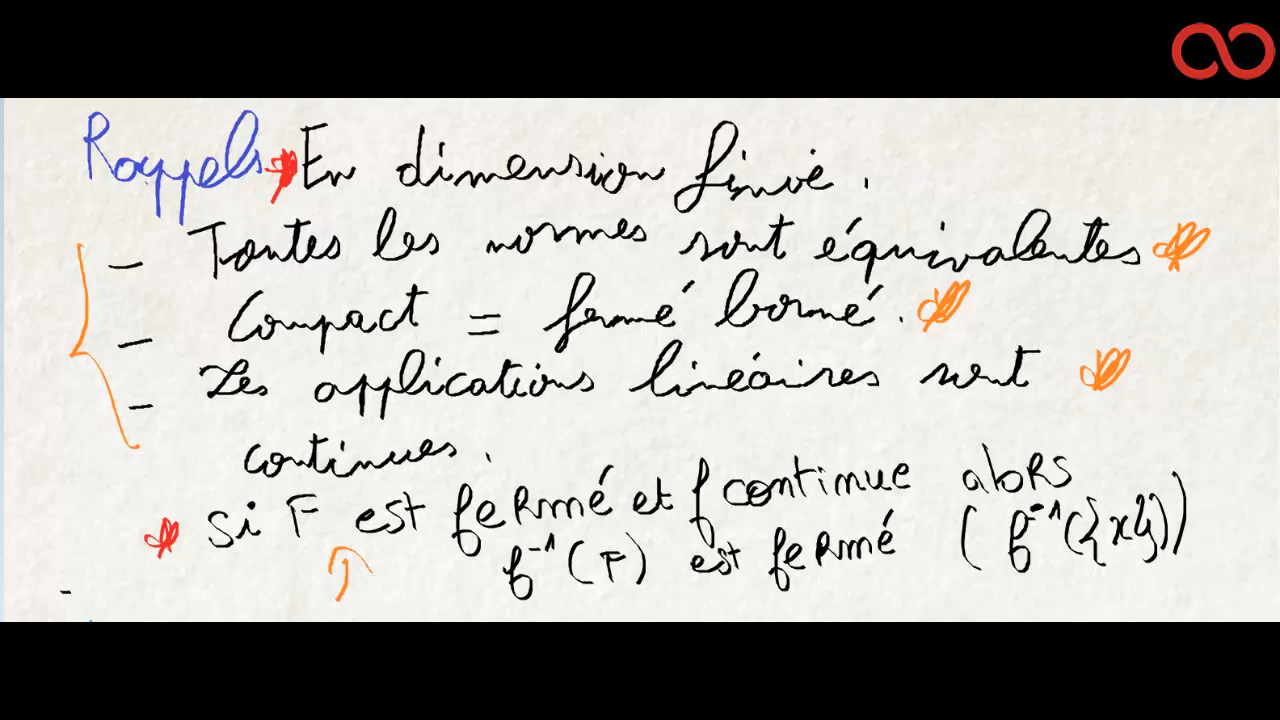 Rappels En dimension finie.
- Toutes les normes sont équivalentes
- Compact = fermé borné.
- Les applications linéaires sont
continues.
Si F est fermé et f continue alors
f⁻¹(F) est fermé (f⁻¹({x}))